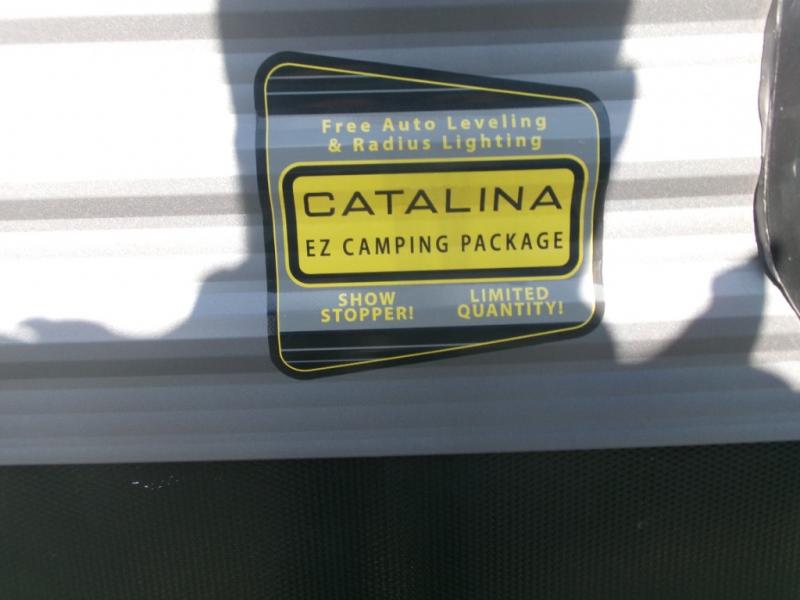 Free Auto Leveling
& Radius Lighting
CATALINA
EZ CAMPING PACKAGE
SHOW
STOPPER!
LIMITED
QUANTITY!